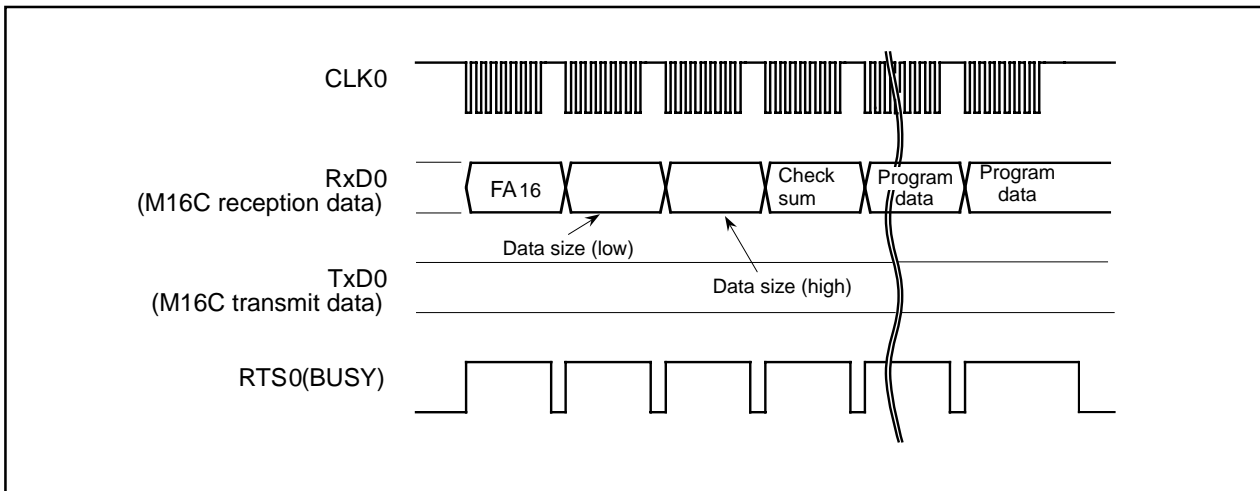 CLK0
RxD0
(M16C reception data)
FA16
Check
sum
Program
data
Program
data
Data size (low)
Data size (high)
TxD0
(M16C transmit data)
RTS0(BUSY)